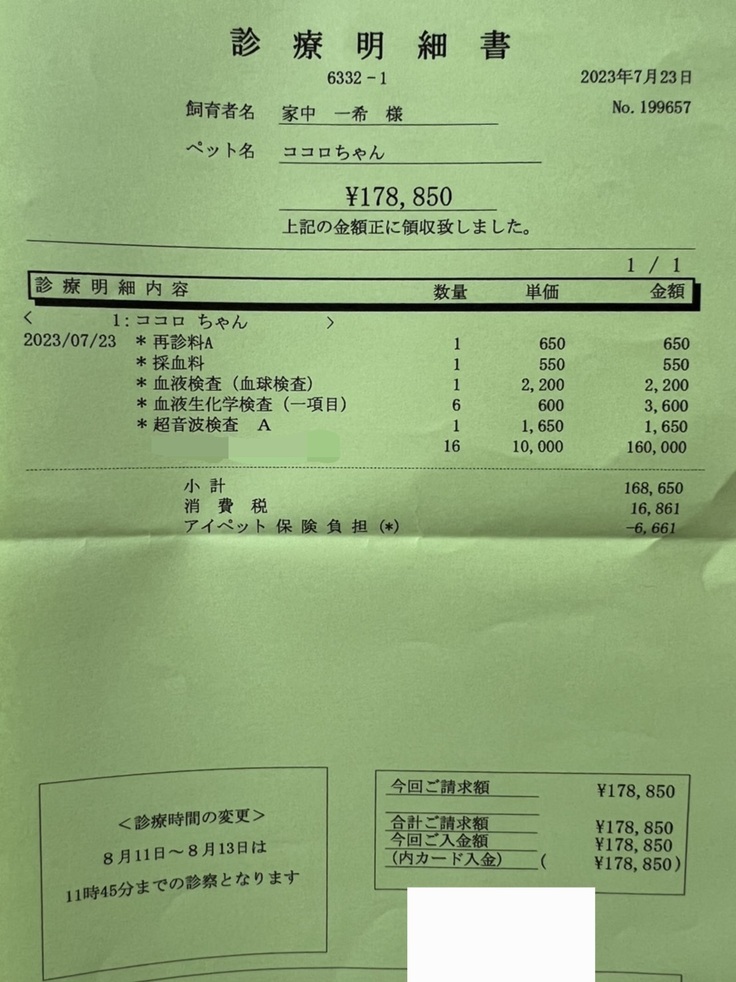 診療明細書
6332-1 2023年7月23日
飼育者名 家中 一希 様 No.199657
ペット名 ココロちゃん
¥178,850
上記の金額正に領収致しました。
1 / 1
診療明細内容 数量 単価 金額
< 1:ココロ ちゃん >
2023/07/23 *再診料A 1 650 650
*採血料 1 550 550
*血液検査(血球検査) 1 2,200 2,200
*血液生化学検査(一項目) 6 600 3,600
*超音波検査 A 1 1,650 1,650
16 10,000 160,000
小計 168,650
消費税 16,861
アイペット保険負担(*) -6,661
今回ご請求額 ¥178,850
合計ご請求額 ¥178,850
今回ご入金額 ¥178,850
(内カード入金) ( ¥178,850)
<診療時間の変更>
8月11日~8月13日は
11時45分までの診察となります